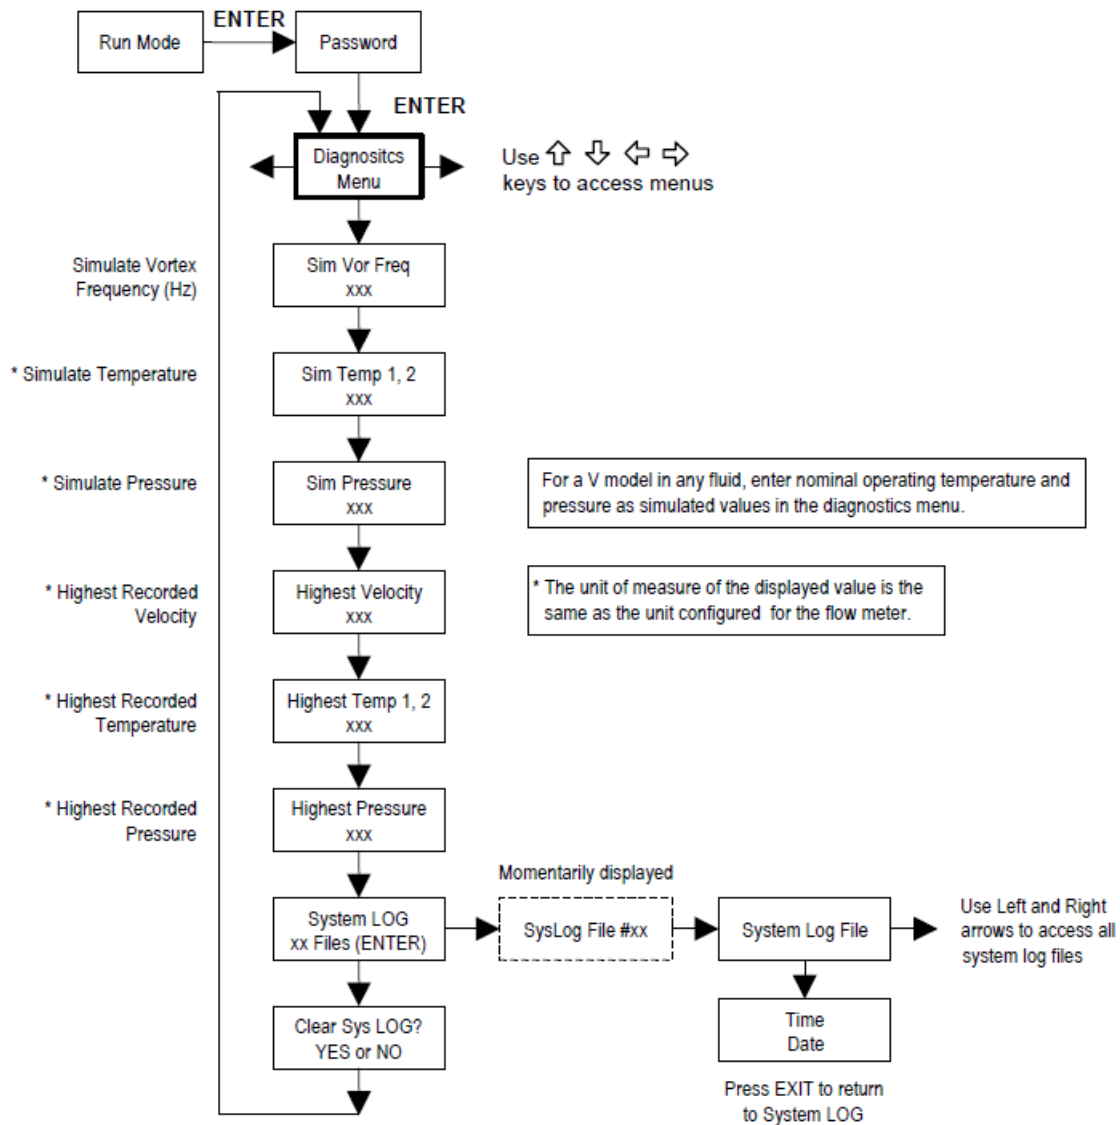 ENTER
Run Mode
Password
ENTER
Diagnositcs
Menu
Use ⇧ ⇩ ⇦ ⇨
keys to access menus
Simulate Vortex
Frequency (Hz)
Sim Vor Freq
xxx
* Simulate Temperature
Sim Temp 1, 2
xxx
* Simulate Pressure
Sim Pressure
xxx
For a V model in any fluid, enter nominal operating temperature and
pressure as simulated values in the diagnostics menu.
* Highest Recorded
Velocity
Highest Velocity
xxx
* The unit of measure of the displayed value is the
same as the unit configured for the flow meter.
* Highest Recorded
Temperature
Highest Temp 1, 2
xxx
* Highest Recorded
Pressure
Highest Pressure
xxx
Momentarily displayed
System LOG
xx Files (ENTER)
SysLog File #xx
System Log File
Use Left and Right
arrows to access all
system log files
Clear Sys LOG?
YES or NO
Time
Date
Press EXIT to return
to System LOG